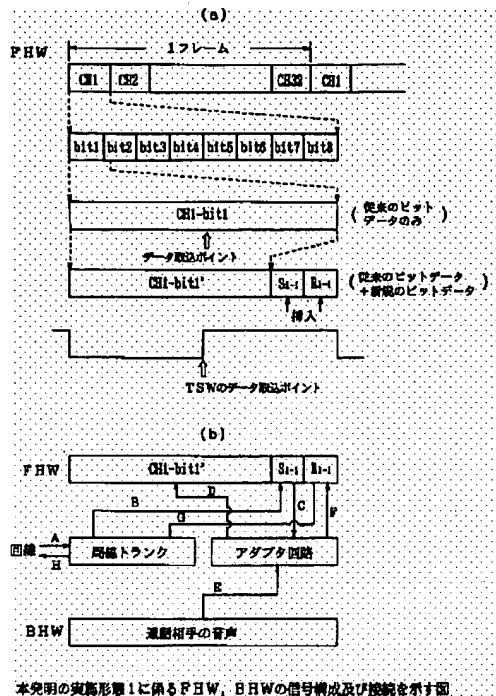 (a)
1フレーム
FHW
CH1 CH2 CH32 CH1
bit1 bit2 bit3 bit4 bit5 bit6 bit7 bit8
CH1-bit1
(従来のビットデータのみ)
データ取込ポイント
CH1-bit1' S1-1 R1-1
(従来のビットデータ+新規のビットデータ)
挿入
TSWのデータ取込ポイント
(b)
FHW
CH1-bit1' S1-1 R1-1
B D C F
G
回線 A
H
局線トランク アダプタ回路
E
BHW
通話相手の音声
本発明の実施形態1に係るFHW,BHWの信号構成及び接続を示す図